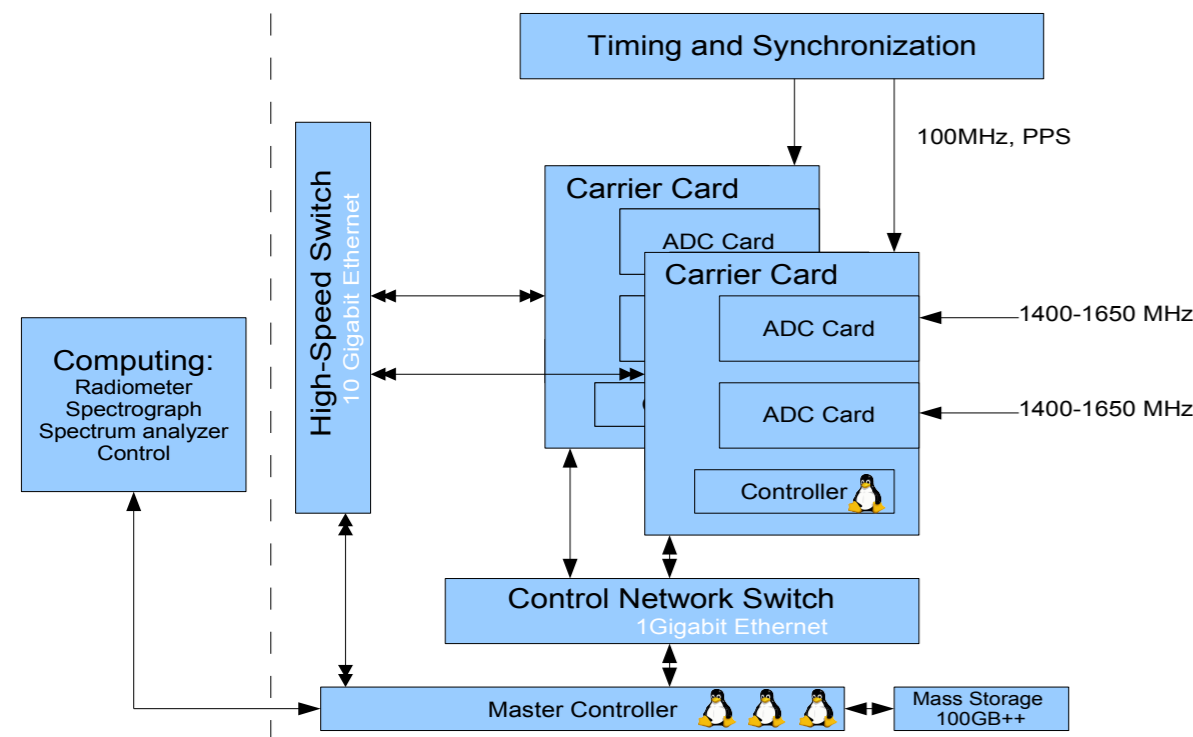 Timing and Synchronization
100MHz, PPS
High-Speed Switch
10 Gigabit Ethernet
Carrier Card
ADC Card
Carrier Card
ADC Card
1400-1650 MHz
ADC Card
1400-1650 MHz
Controller
Computing:
Radiometer
Spectrograph
Spectrum analyzer
Control
Control Network Switch
1Gigabit Ethernet
Master Controller
Mass Storage
100GB++